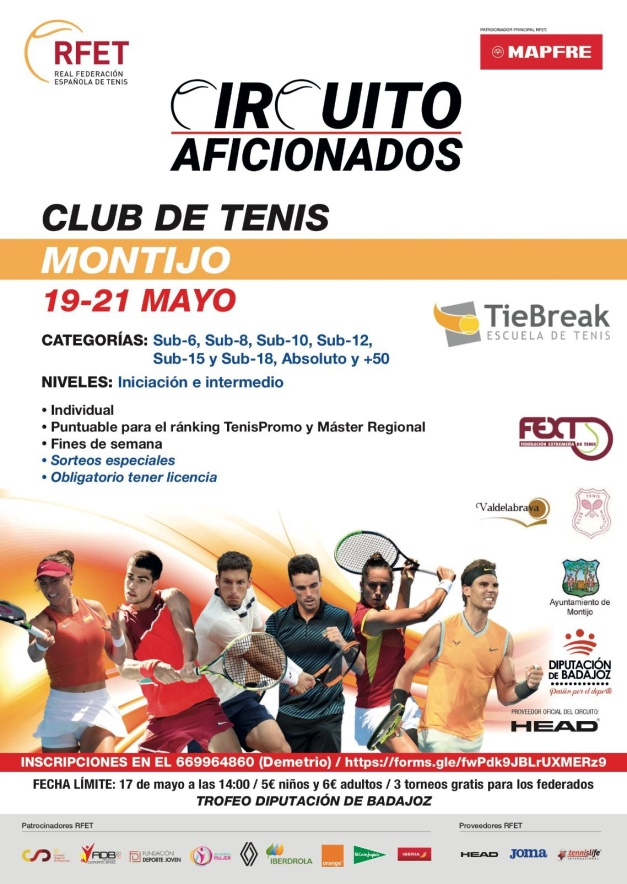 RFET
REAL FEDERACIÓN
ESPAÑOLA DE TENIS
PATROCINADOR PRINCIPAL RFET:
MAPFRE
CIRCUITO
AFICIONADOS
CLUB DE TENIS
MONTIJO
19-21 MAYO
TieBreak
ESCUELA DE TENIS
CATEGORÍAS: Sub-6, Sub-8, Sub-10, Sub-12,
Sub-15 y Sub-18, Absoluto y +50
NIVELES: Iniciación e intermedio
• Individual
• Puntuable para el ránking TenisPromo y Máster Regional
• Fines de semana
• Sorteos especiales
• Obligatorio tener licencia
FEXT
FEDERACIÓN EXTREMEÑA DE TENIS
Valdelabrava
TENIS
Ayuntamiento de
Montijo
DIPUTACIÓN
DE BADAJOZ
Pasión por el deporte
PROVEEDOR OFICIAL DEL CIRCUITO:
HEAD
INSCRIPCIONES EN EL 669964860 (Demetrio) / https://forms.gle/fwPdk9JBLrUXMERz9
FECHA LÍMITE: 17 de mayo a las 14:00 / 5€ niños y 6€ adultos / 3 torneos gratis para los federados
TROFEO DIPUTACIÓN DE BADAJOZ
Patrocinadores RFET
Proveedores RFET
CSD
ADB
FUNDACIÓN
DEPORTE JOVEN
MUJER
IBERDROLA
orange
El Corte Inglés
IBERIA
HEAD
Joma
tennislife